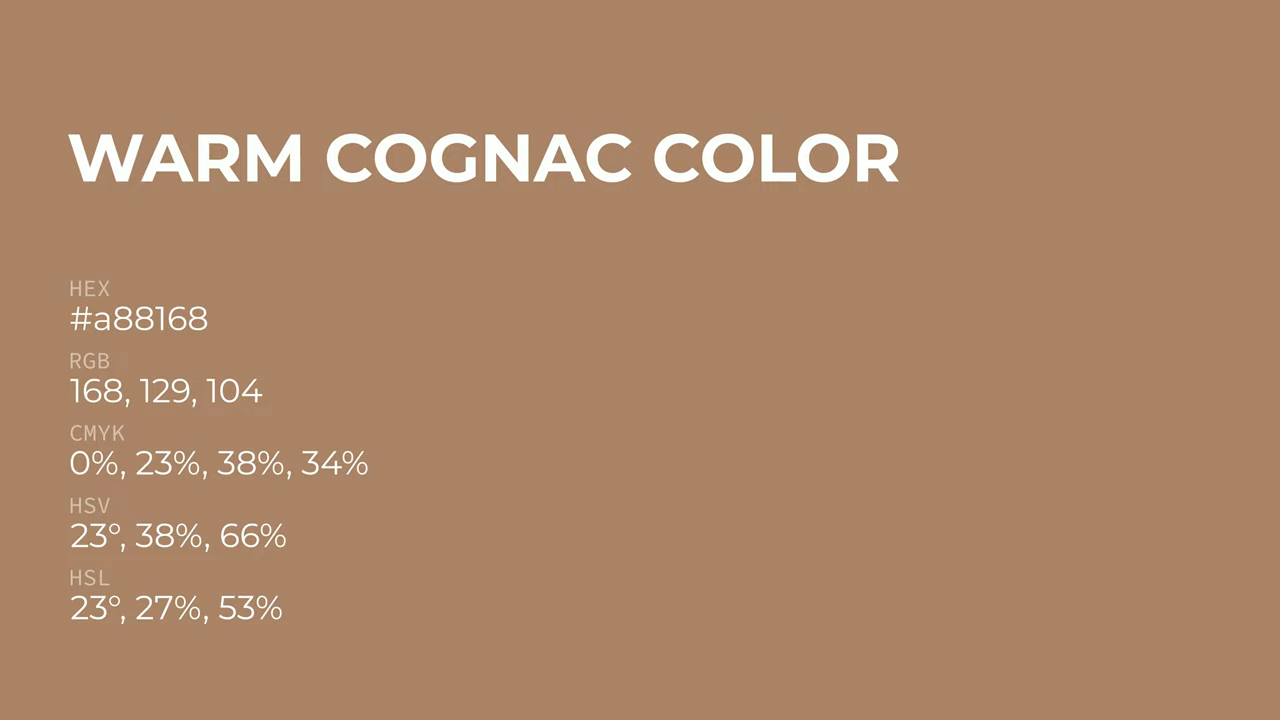 WARM COGNAC COLOR
HEX
#a88168
RGB
168, 129, 104
CMYK
0%, 23%, 38%, 34%
HSV
23°, 38%, 66%
HSL
23°, 27%, 53%